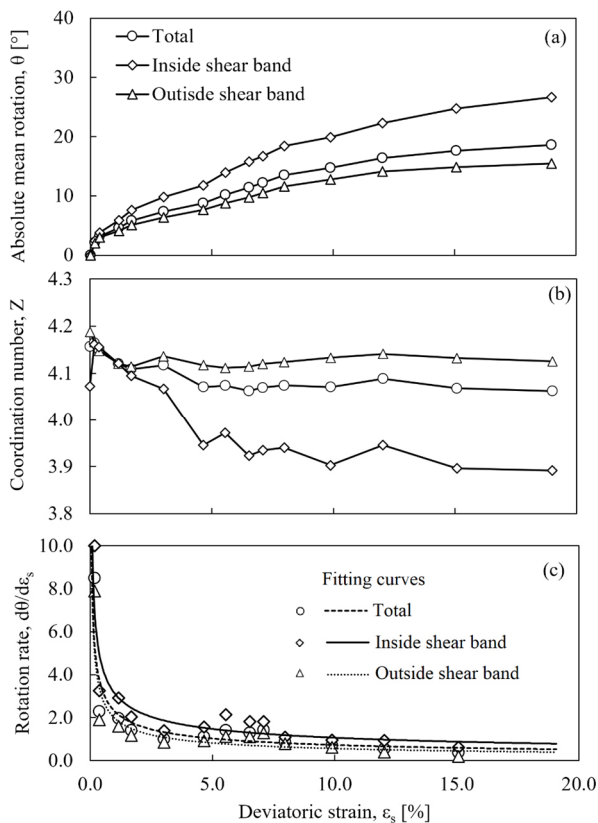 40
30
20
10
0
Absolute mean rotation, θ [°]
Total
Inside shear band
Outisde shear band
(a)
4.3
4.2
4.1
4.0
3.9
3.8
Coordination number, Z
(b)
10.0
8.0
6.0
4.0
2.0
0.0
Rotation rate, dθ/dεs
(c)
Fitting curves
Total
Inside shear band
Outside shear band
0.0 5.0 10.0 15.0 20.0
Deviatoric strain, εs [%]